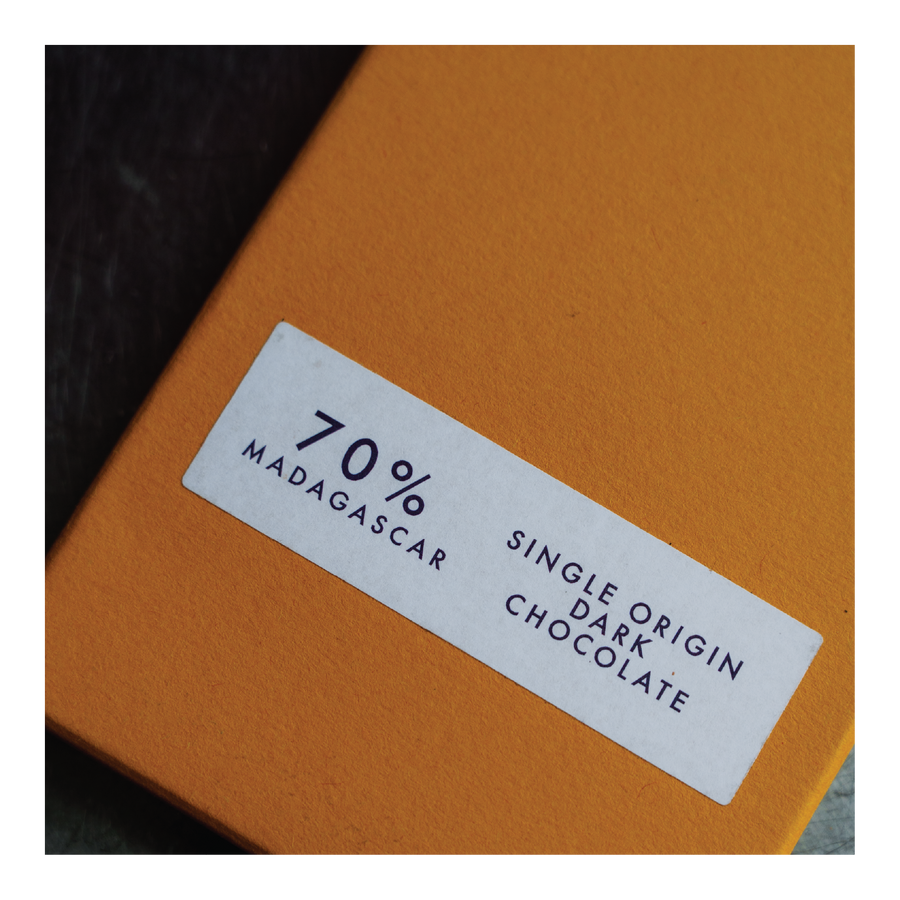 70%
MADAGASCAR
SINGLE ORIGIN
DARK
CHOCOLATE